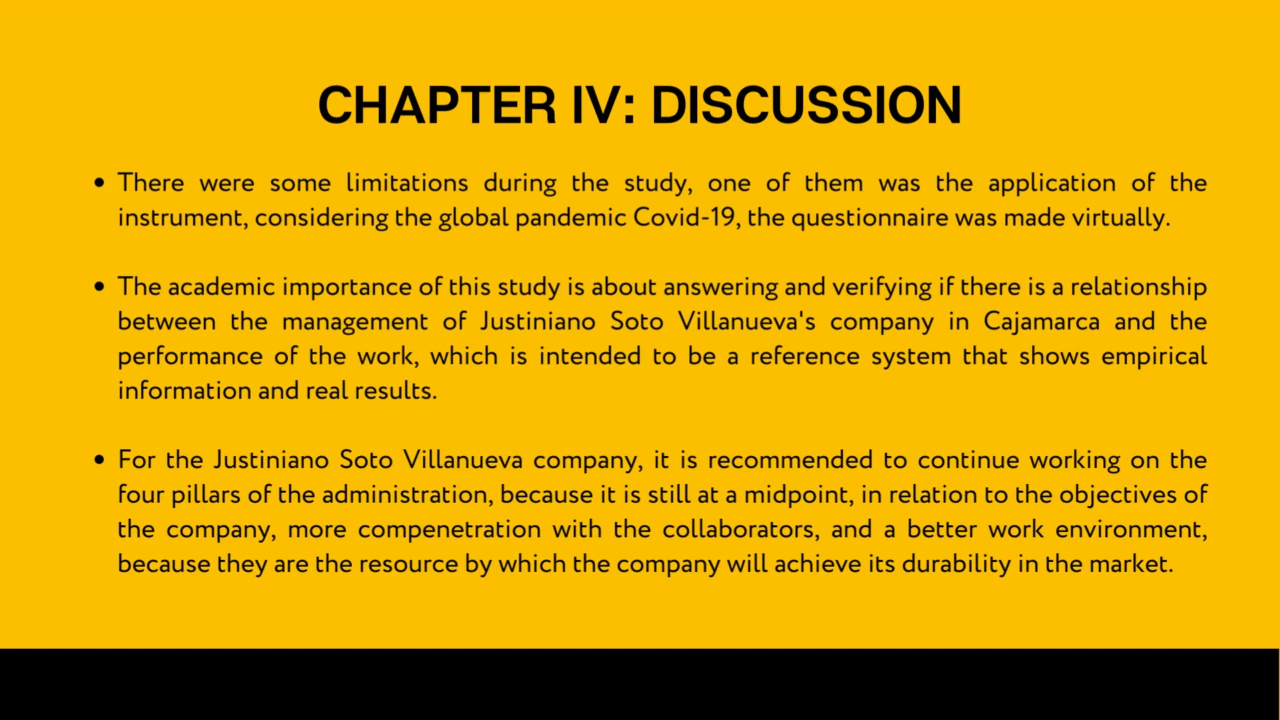 CHAPTER IV: DISCUSSION
• There were some limitations during the study, one of them was the application of the
instrument, considering the global pandemic Covid-19, the questionnaire was made virtually.
• The academic importance of this study is about answering and verifying if there is a relationship
between the management of Justiniano Soto Villanueva's company in Cajamarca and the
performance of the work, which is intended to be a reference system that shows empirical
information and real results.
• For the Justiniano Soto Villanueva company, it is recommended to continue working on the
four pillars of the administration, because it is still at a midpoint, in relation to the objectives of
the company, more compenetration with the collaborators, and a better work environment,
because they are the resource by which the company will achieve its durability in the market.